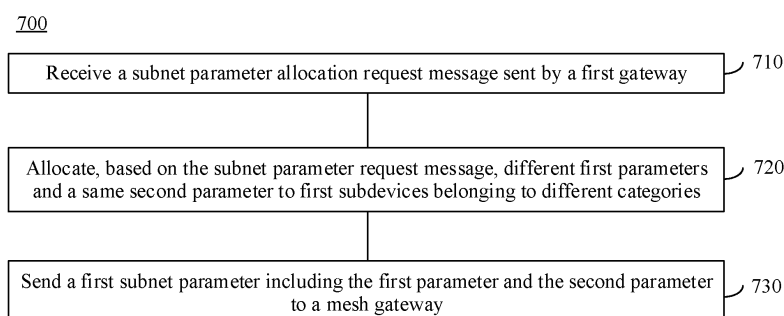 700
Receive a subnet parameter allocation request message sent by a first gateway
710
Allocate, based on the subnet parameter request message, different first parameters
and a same second parameter to first subdevices belonging to different categories
720
Send a first subnet parameter including the first parameter and the second parameter
to a mesh gateway
730